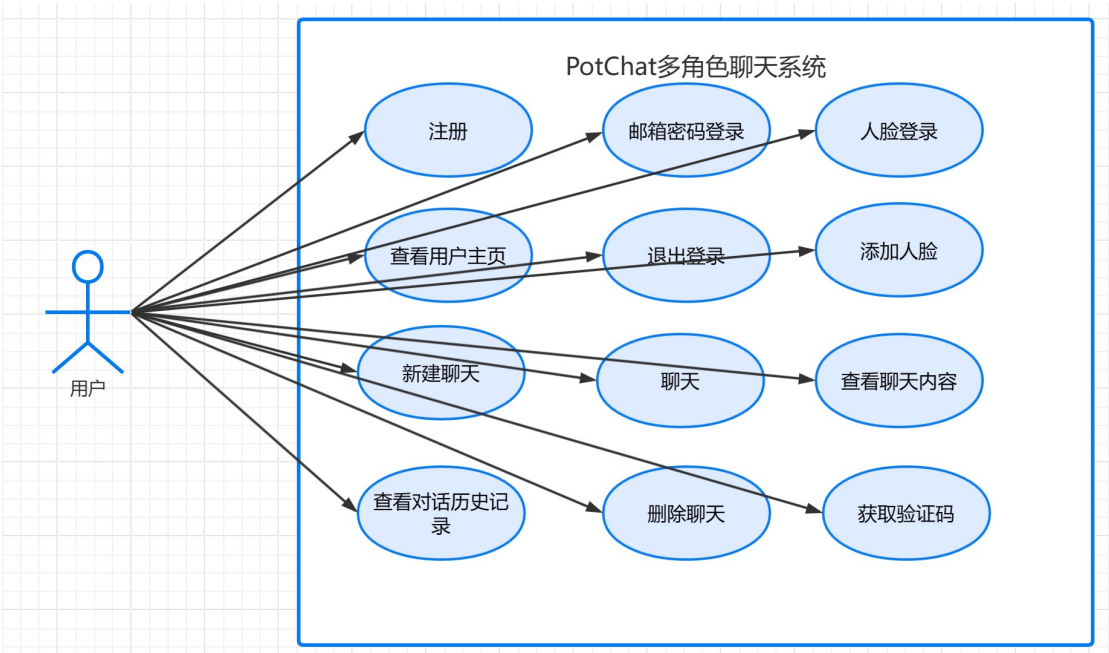 PotChat多角色聊天系统
注册
邮箱密码登录
人脸登录
查看用户主页
退出登录
添加人脸
用户
新建聊天
聊天
查看聊天内容
查看对话历史记
录
删除聊天
获取验证码